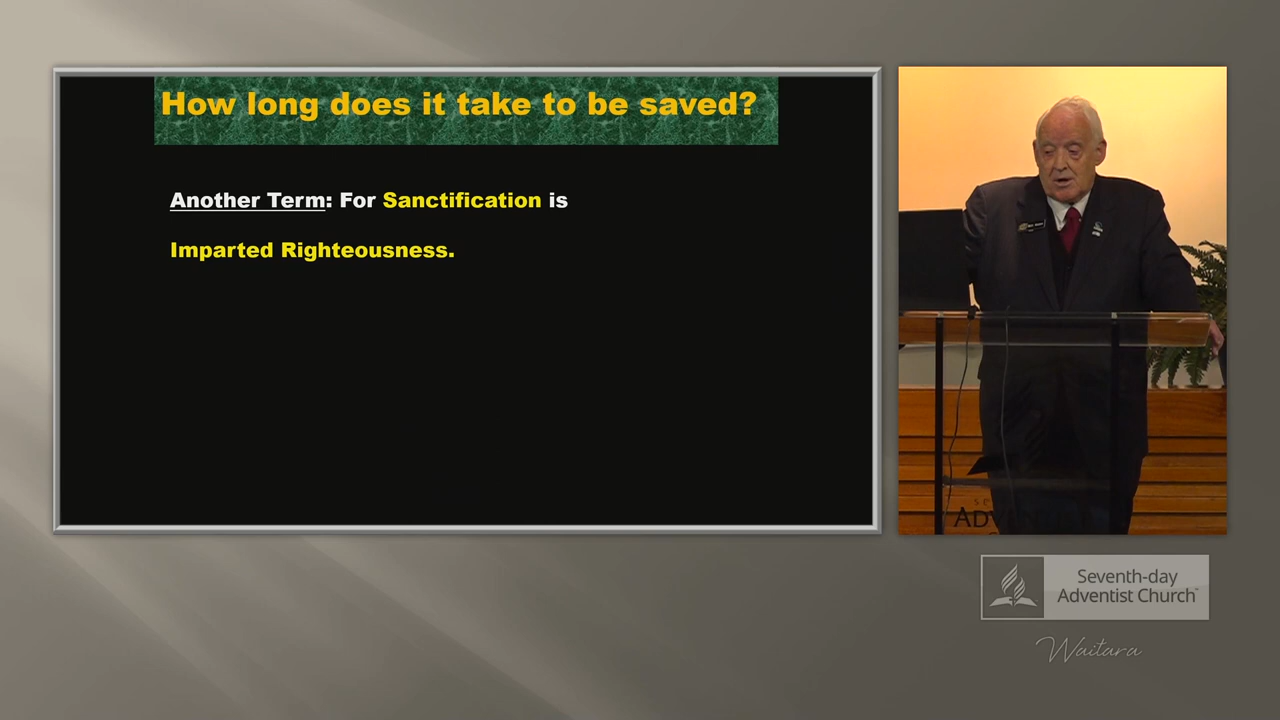 How long does it take to be saved?
Another Term: For Sanctification is
Imparted Righteousness.
Seventh-day
Adventist Church
Waitara